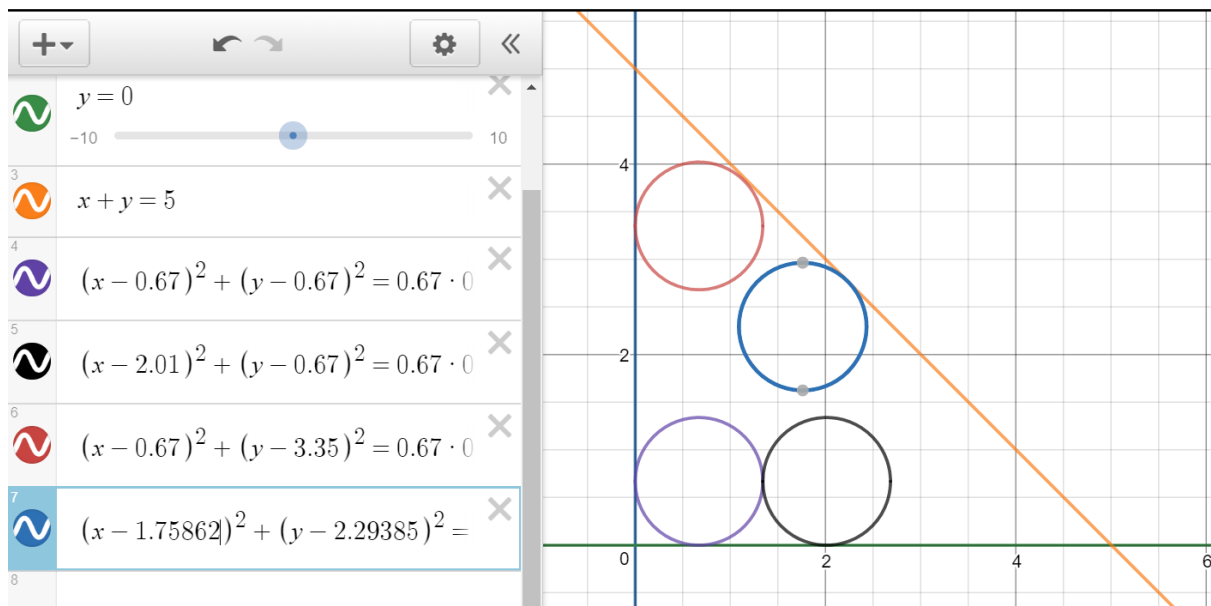 y = 0
-10
10
3
x + y = 5
4
(x − 0.67)² + (y − 0.67)² = 0.67 · 0
5
(x − 2.01)² + (y − 0.67)² = 0.67 · 0
6
(x − 0.67)² + (y − 3.35)² = 0.67 · 0
7
(x − 1.75862))² + (y − 2.29385)² =
8
4
2
0 2 4 6